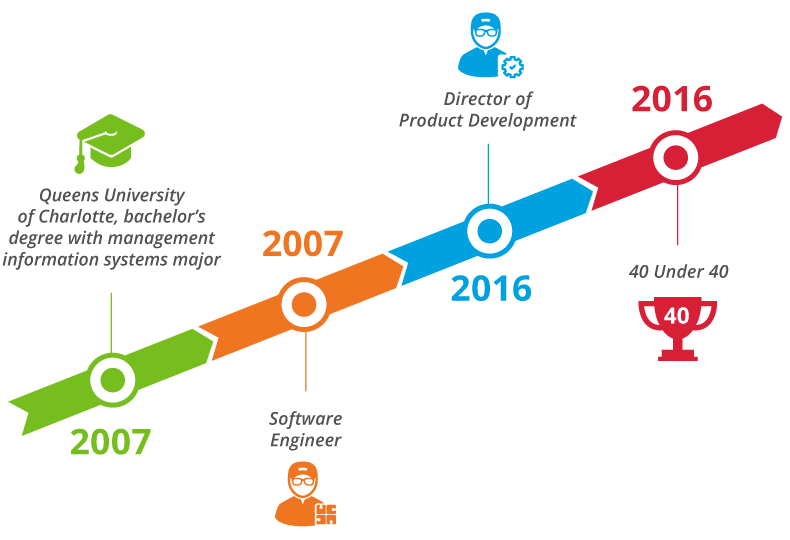 Queens University
of Charlotte, bachelor's
degree with management
information systems major
2007
2007
Software
Engineer
Director of
Product Development
2016
2016
40 Under 40
40